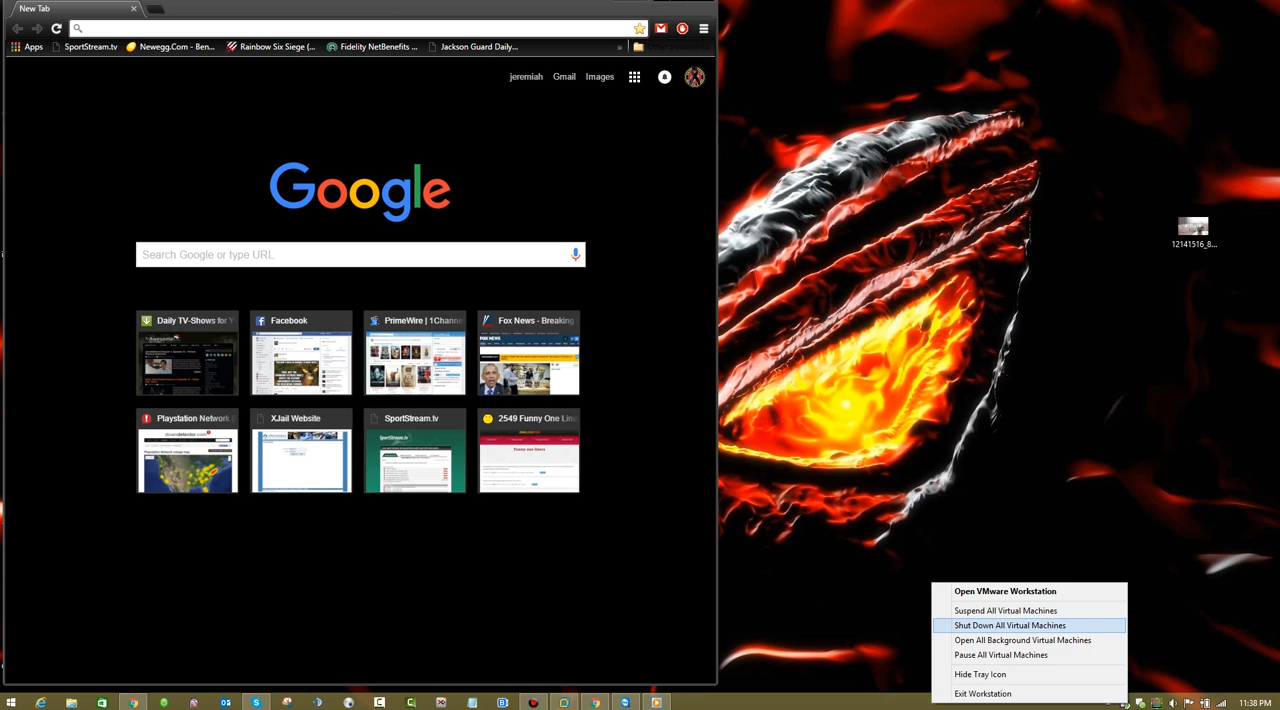 New Tab
Apps SportStream.tv Newegg.Com - Ben... Rainbow Six Siege (... Fidelity NetBenefits ... Jackson Guard Daily... »
jeremiah Gmail Images
Google
Search Google or type URL
Daily TV-Shows for Y Facebook PrimeWire | 1Channe Fox News - Breaking
Playstation Network ( XJail Website SportStream.tv 2549 Funny One Line
12141516_8...
Open VMware Workstation
Suspend All Virtual Machines
Shut Down All Virtual Machines
Open All Background Virtual Machines
Pause All Virtual Machines
Hide Tray Icon
Exit Workstation
11:38 PM